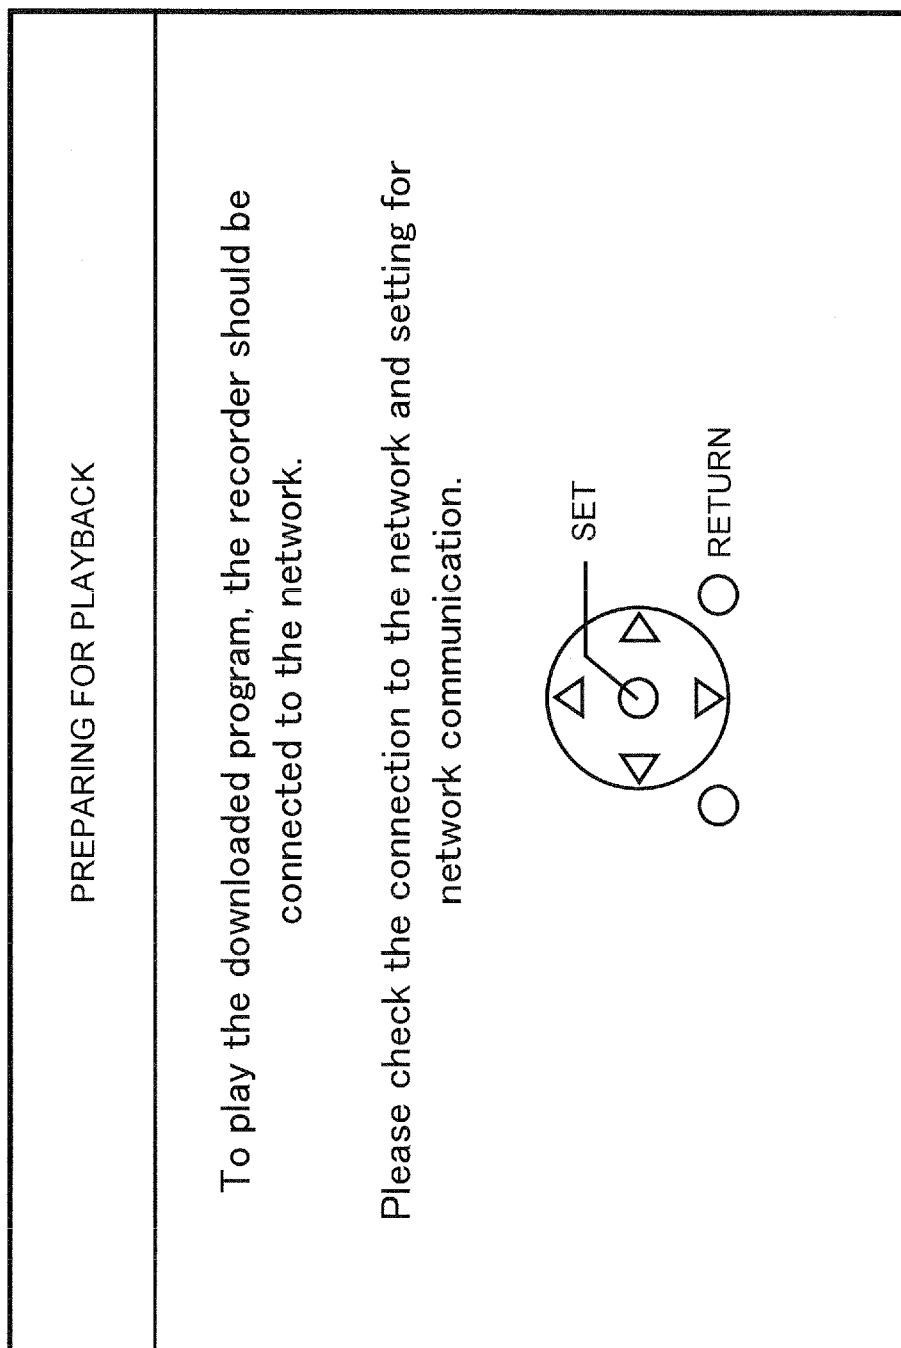 PREPARING FOR PLAYBACK
To play the downloaded program, the recorder should be
connected to the network.
Please check the connection to the network and setting for
network communication.
SET
RETURN